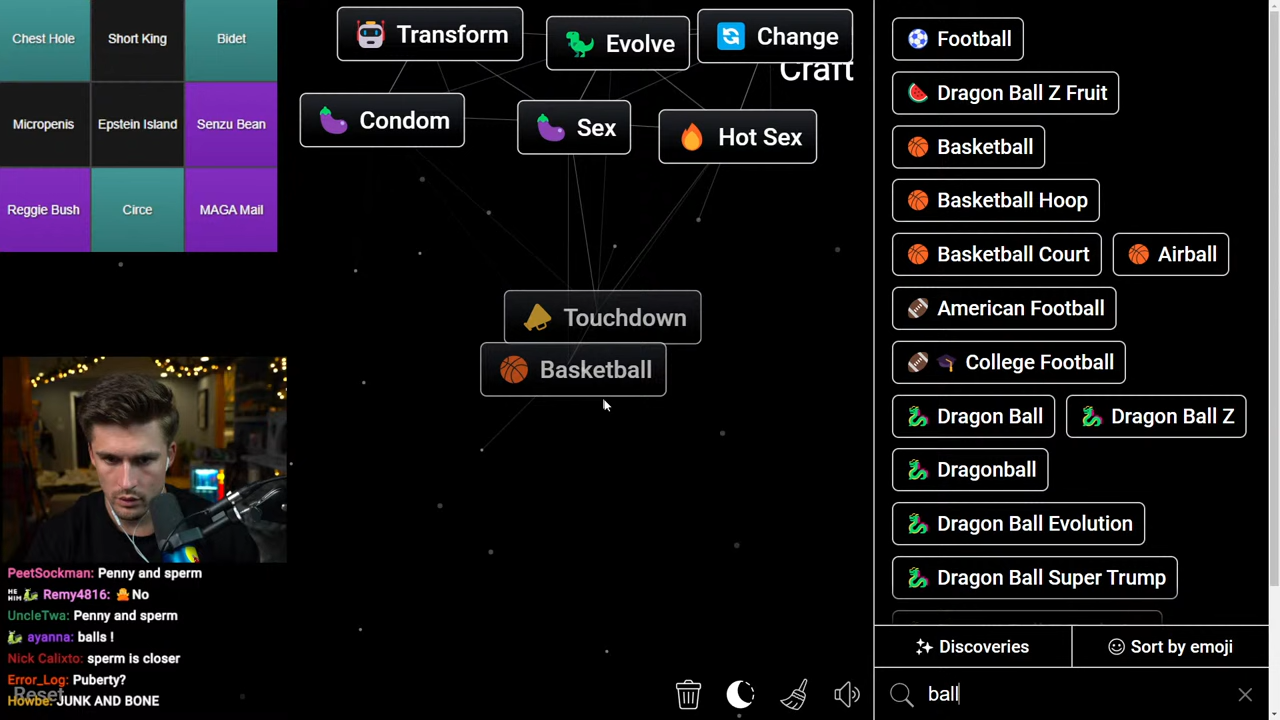 Chest Hole
Short King
Bidet
Micropenis
Epstein Island
Senzu Bean
Reggie Bush
Circe
MAGA Mail
Transform
Evolve
Change
Craft
Condom
Sex
Hot Sex
Touchdown
Basketball
Football
Dragon Ball Z Fruit
Basketball
Basketball Hoop
Basketball Court
Airball
American Football
College Football
Dragon Ball
Dragon Ball Z
Dragonball
Dragon Ball Evolution
Dragon Ball Super Trump
Discoveries
Sort by emoji
ball
PeetSockman: Penny and sperm
HE HIM Remy4816: No
UncleTwa: Penny and sperm
ayanna: balls !
Nick Calixto: sperm is closer
Error_Log: Puberty?
Reset
Howbe: JUNK AND BONE